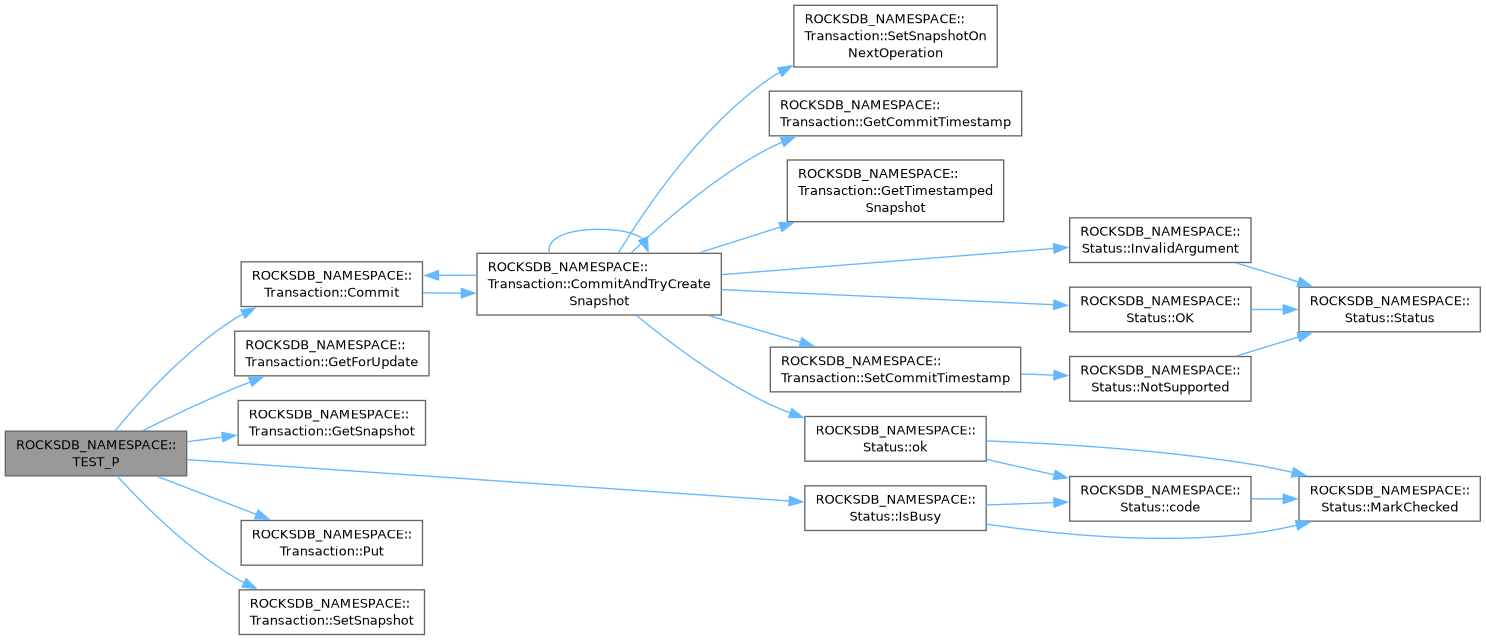 ROCKSDB_NAMESPACE::
Transaction::SetSnapshotOn
NextOperation
ROCKSDB_NAMESPACE::
Transaction::GetCommitTimestamp
ROCKSDB_NAMESPACE::
Transaction::GetTimestamped
Snapshot
ROCKSDB_NAMESPACE::
Status::InvalidArgument
ROCKSDB_NAMESPACE::
Transaction::Commit
ROCKSDB_NAMESPACE::
Transaction::CommitAndTryCreate
Snapshot
ROCKSDB_NAMESPACE::
Status::OK
ROCKSDB_NAMESPACE::
Status::Status
ROCKSDB_NAMESPACE::
Transaction::GetForUpdate
ROCKSDB_NAMESPACE::
Transaction::SetCommitTimestamp
ROCKSDB_NAMESPACE::
Status::NotSupported
ROCKSDB_NAMESPACE::
Transaction::GetSnapshot
ROCKSDB_NAMESPACE::
Status::ok
ROCKSDB_NAMESPACE::
TEST_P
ROCKSDB_NAMESPACE::
Status::IsBusy
ROCKSDB_NAMESPACE::
Status::code
ROCKSDB_NAMESPACE::
Status::MarkChecked
ROCKSDB_NAMESPACE::
Transaction::Put
ROCKSDB_NAMESPACE::
Transaction::SetSnapshot